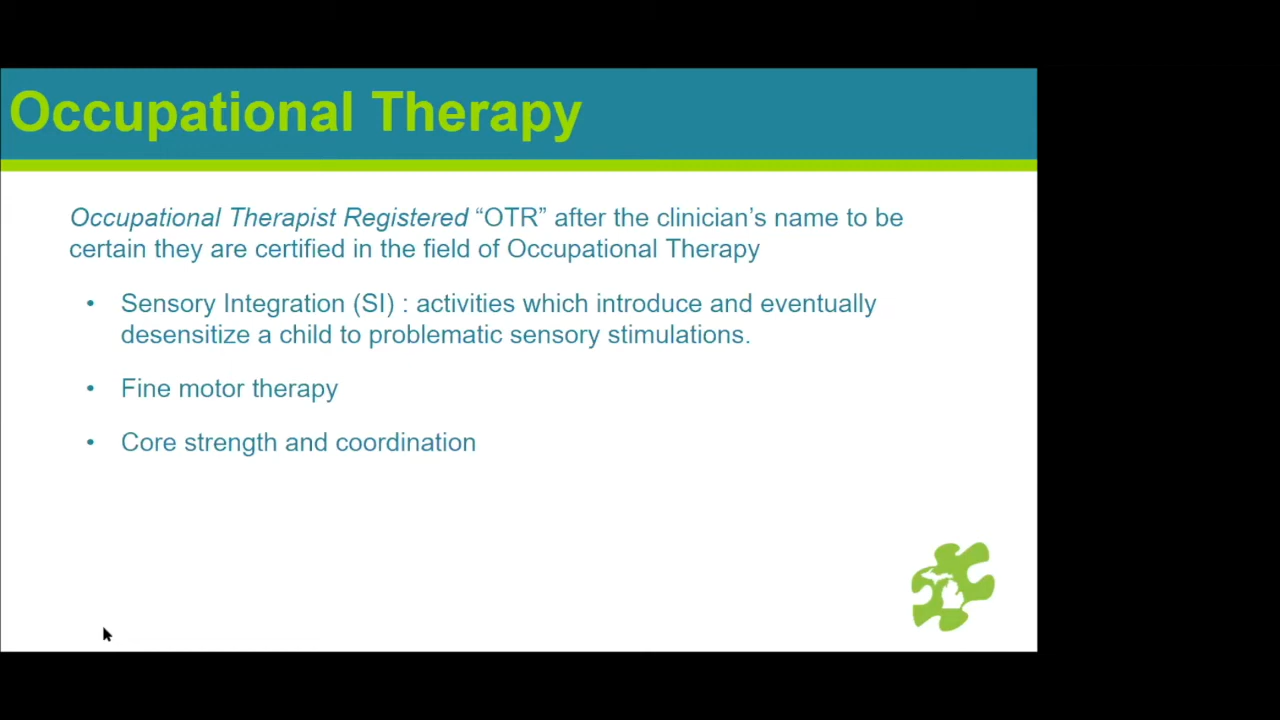 Occupational Therapy
Occupational Therapist Registered “OTR” after the clinician’s name to be
certain they are certified in the field of Occupational Therapy
• Sensory Integration (SI) : activities which introduce and eventually
desensitize a child to problematic sensory stimulations.
• Fine motor therapy
• Core strength and coordination